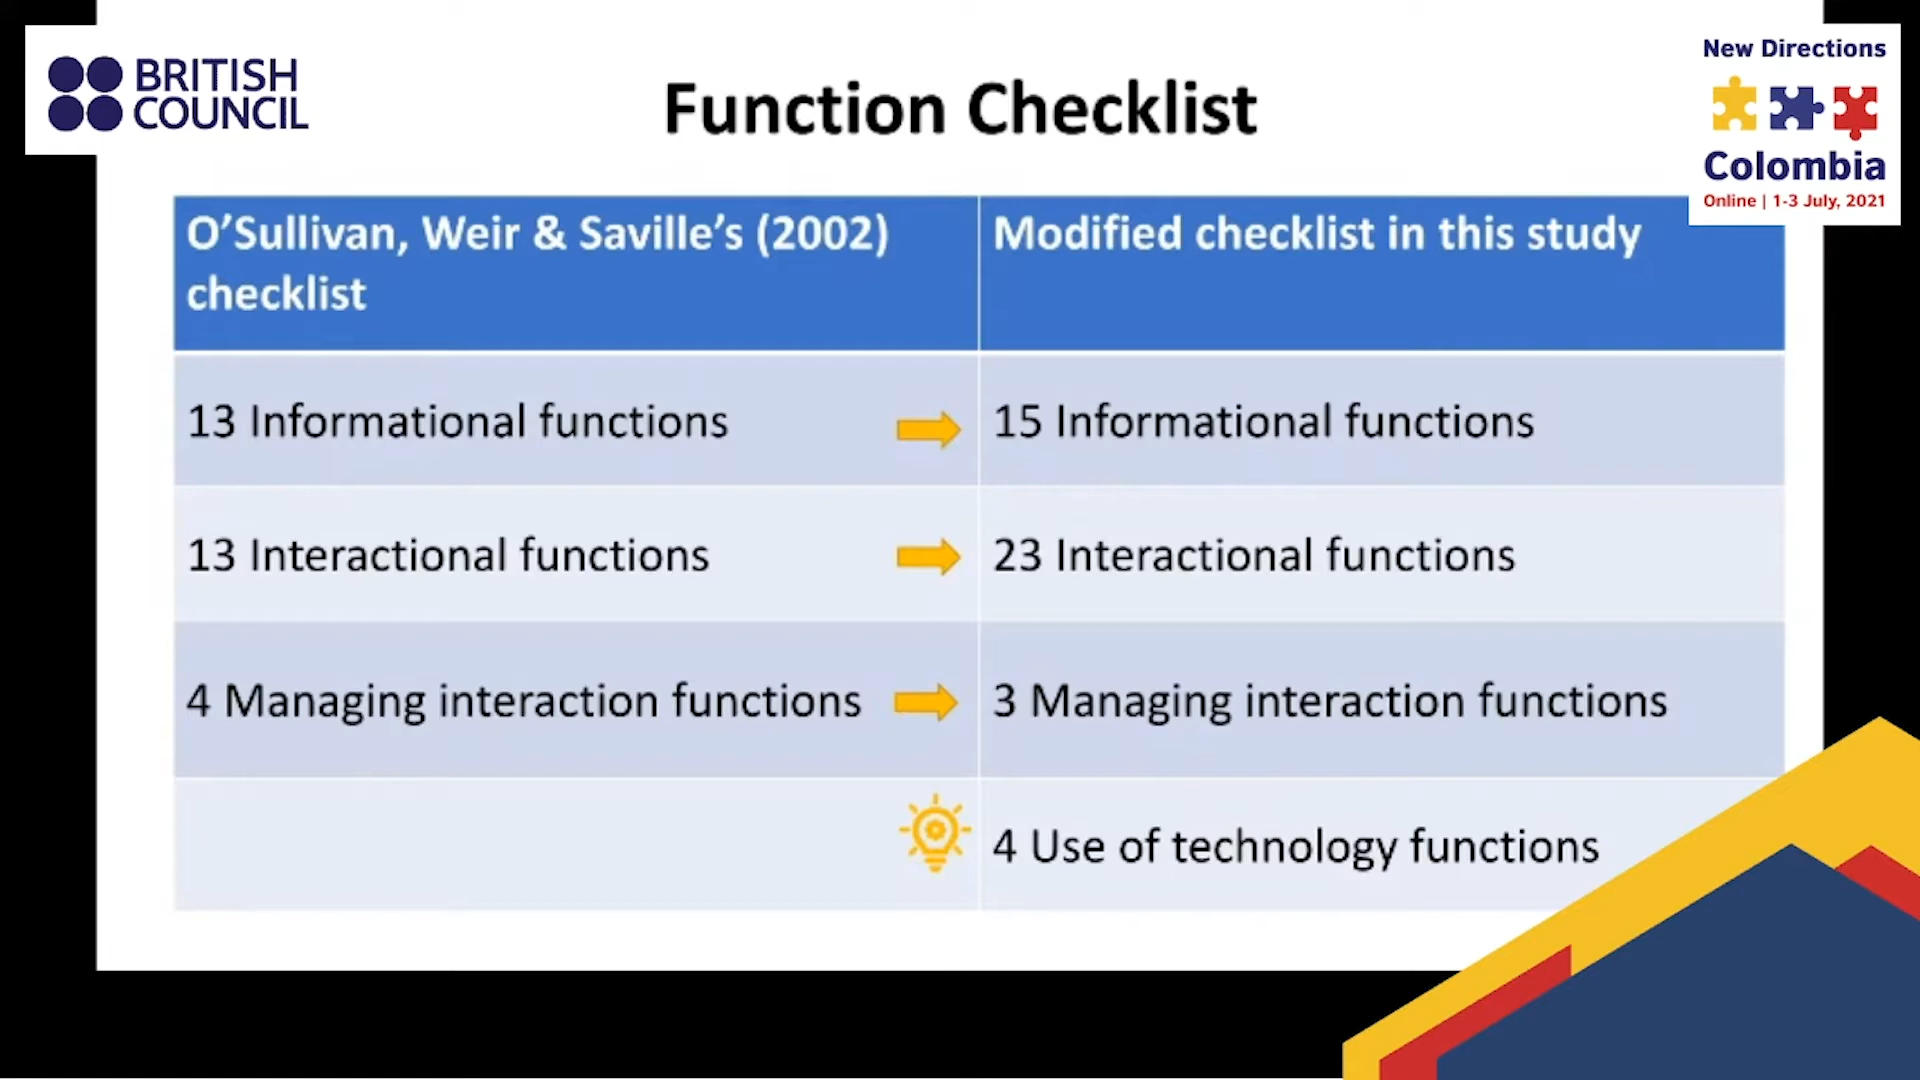 BRITISH
COUNCIL
Function Checklist
New Directions
Colombia
Online | 1-3 July, 2021
O’Sullivan, Weir & Saville’s (2002)
checklist
Modified checklist in this study
13 Informational functions
15 Informational functions
13 Interactional functions
23 Interactional functions
4 Managing interaction functions
3 Managing interaction functions
4 Use of technology functions